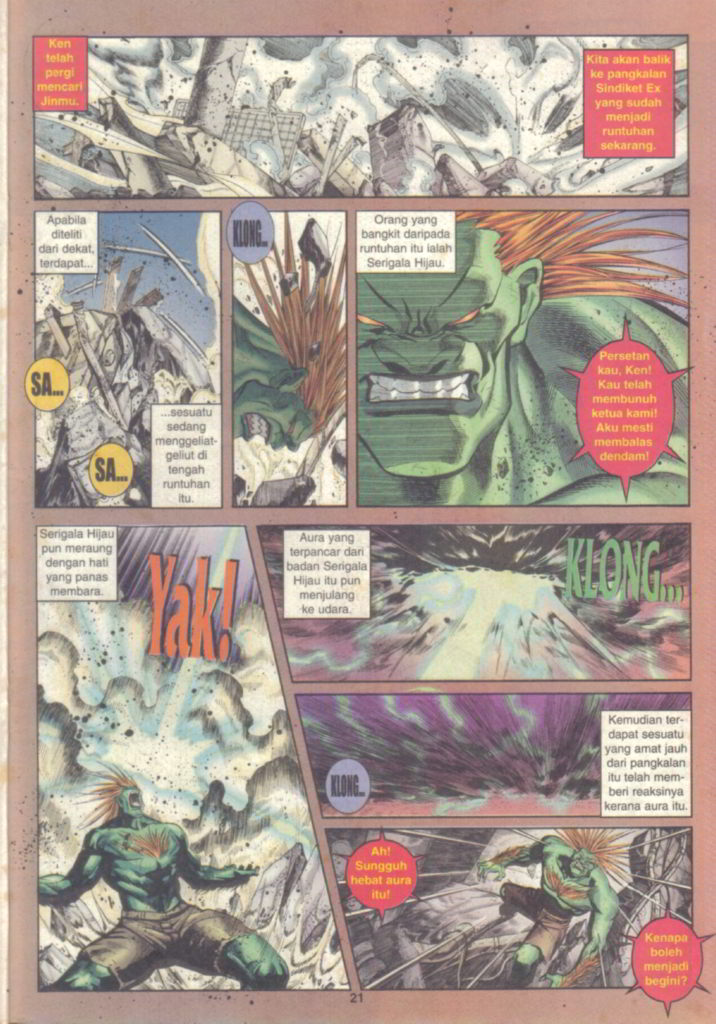 Ken
telah
pergi
mencari
Jinmu.
Kita akan balik
ke pangkalan
Sindiket Ex
yang sudah
menjadi
runtuhan
sekarang.
Apabila
diteliti
dari dekat,
terdapat...
SA...
SA...
...sesuatu
sedang
menggeliat-
geliut di
tengah
runtuhan
itu.
KLONG...
Orang yang
bangkit daripada
runtuhan itu ialah
Serigala Hijau.
Persetan
kau, Ken!
Kau telah
membunuh
ketua kami!
Aku mesti
membalas
dendam!
Serigala Hijau
pun meraung
dengan hati
yang panas
membara.
Yak!
Aura yang
terpancar dari
badan Serigala
Hijau itu pun
menjulang
ke udara.
KLONG...
KLONG...
Kemudian ter-
dapat sesuatu
yang amat jauh
dari pangkalan
itu telah mem-
beri reaksinya
kerana aura itu.
Ah!
Sungguh
hebat aura
itu!
Kenapa
boleh
menjadi
begini?
21